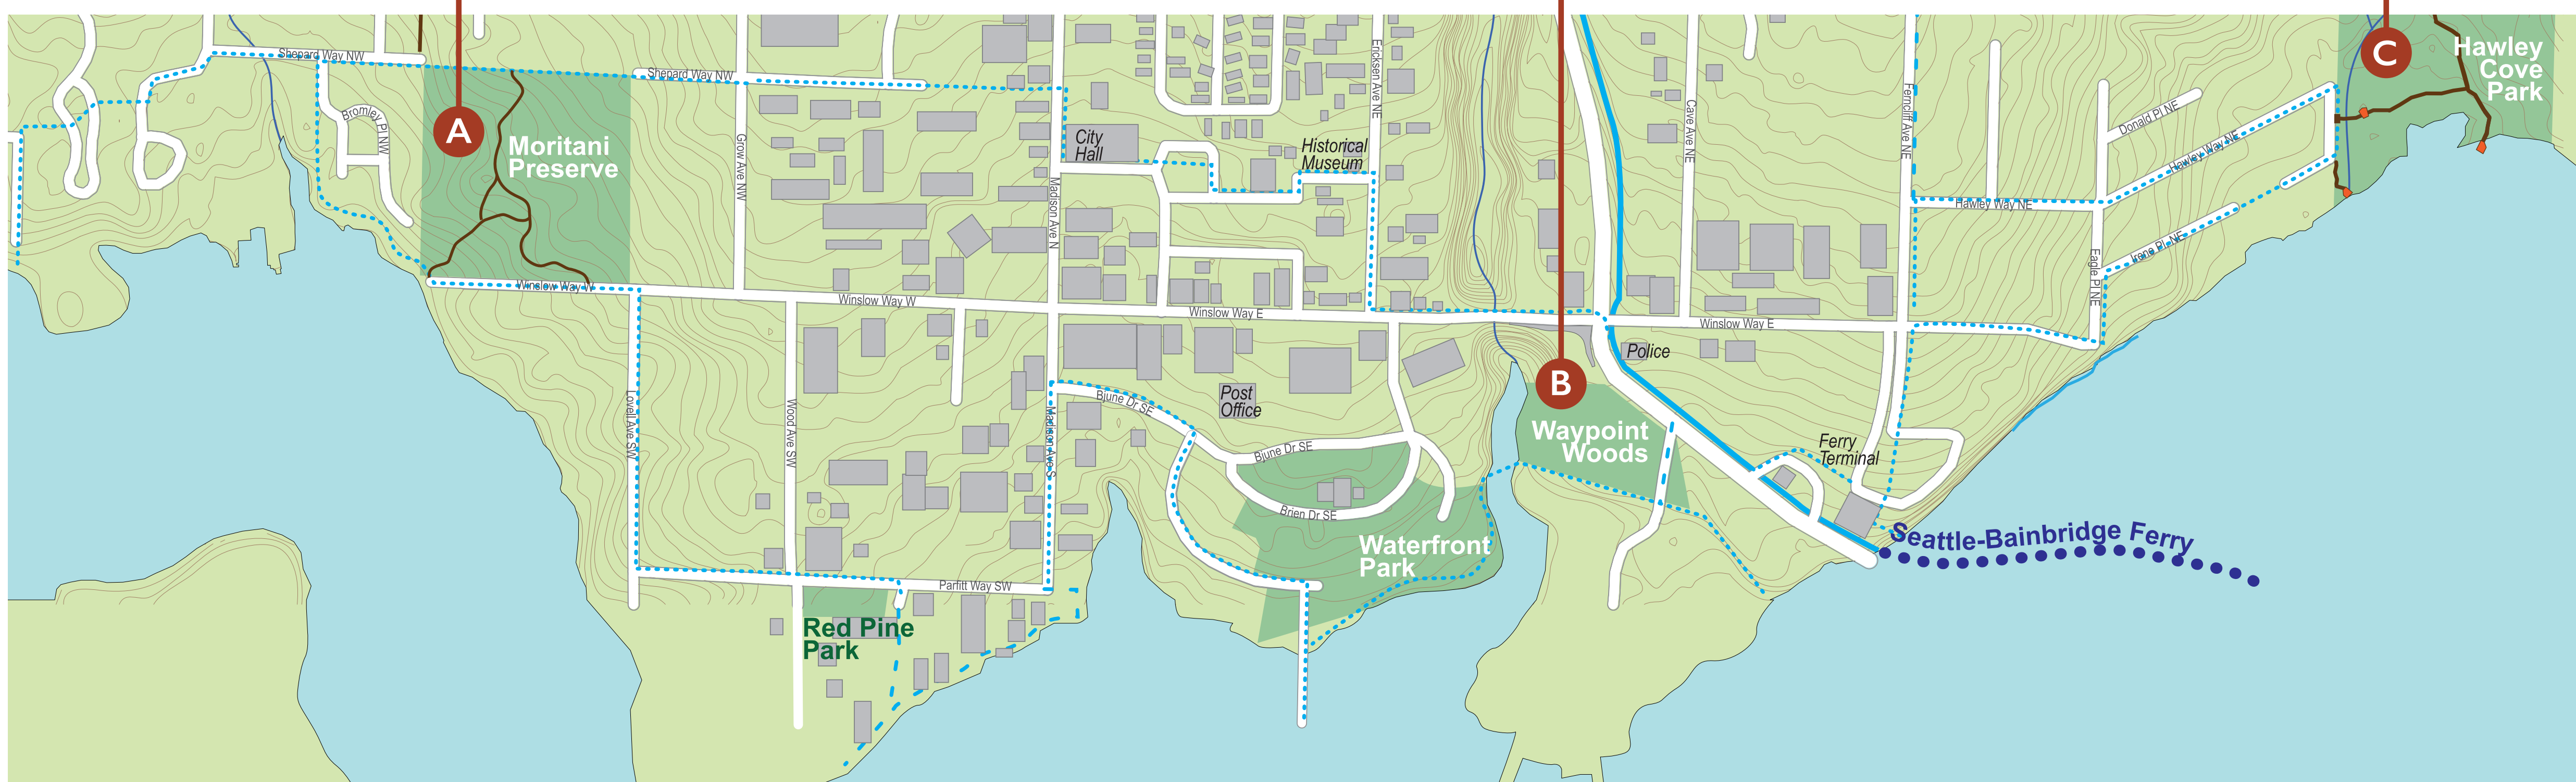 Shepard Way NW
Bromley Pl NW
A
Moritani
Preserve
Winslow Way W
Shepard Way NW
Grow Ave NW
Winslow Way W
Lovell Ave SW
Wood Ave SW
Madison Ave N
Madison Ave S
Parfitt Way SW
Red Pine
Park
City
Hall
Historical
Museum
Ericksen Ave NE
Winslow Way E
Post
Office
Bjune Dr SE
Bjune Dr SE
Brien Dr SE
Waterfront
Park
B
Waypoint
Woods
Police
Cave Ave NE
Winslow Way E
Ferncliff Ave NE
Ferry
Terminal
Seattle-Bainbridge Ferry
Hawley Way NE
Donald Pl NE
Hawley Way NE
Eagle Pl NE
Irene Pl NE
C
Hawley
Cove
Park